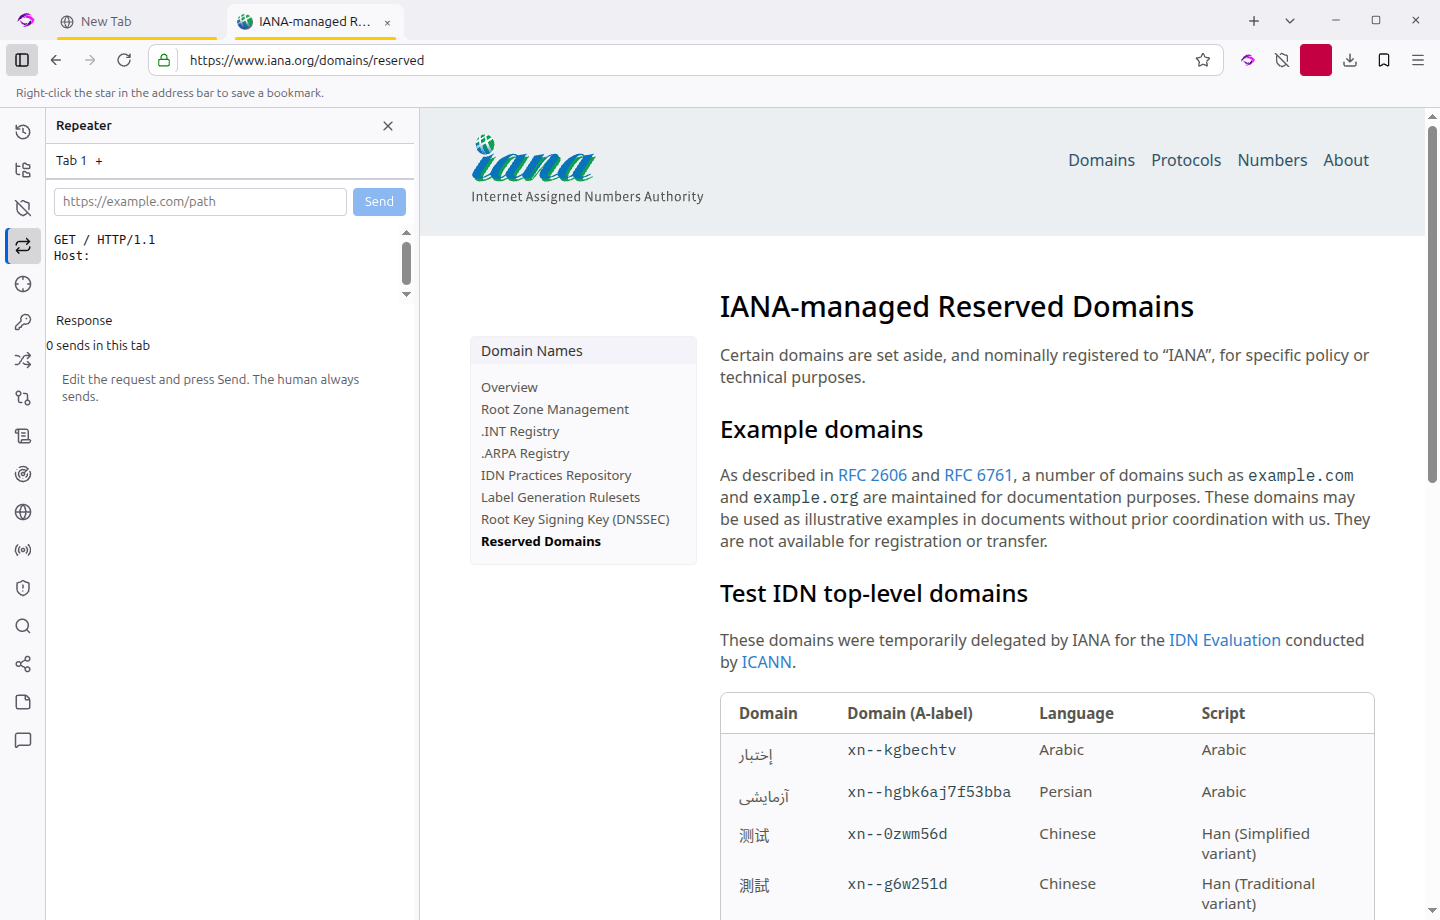 New Tab
IANA-managed R…
https://www.iana.org/domains/reserved
Right-click the star in the address bar to save a bookmark.
Repeater
Tab 1 +
https://example.com/path
Send
GET / HTTP/1.1
Host:
Response
0 sends in this tab
Edit the request and press Send. The human always
sends.
iana
Internet Assigned Numbers Authority
Domains Protocols Numbers About
Domain Names
Overview
Root Zone Management
.INT Registry
.ARPA Registry
IDN Practices Repository
Label Generation Rulesets
Root Key Signing Key (DNSSEC)
Reserved Domains
IANA-managed Reserved Domains
Certain domains are set aside, and nominally registered to “IANA”, for specific policy or
technical purposes.
Example domains
As described in RFC 2606 and RFC 6761, a number of domains such as example.com
and example.org are maintained for documentation purposes. These domains may
be used as illustrative examples in documents without prior coordination with us. They
are not available for registration or transfer.
Test IDN top-level domains
These domains were temporarily delegated by IANA for the IDN Evaluation conducted
by ICANN.
Domain Domain (A-label) Language Script
إختبار xn--kgbechtv Arabic Arabic
آزمایشی xn--hgbk6aj7f53bba Persian Arabic
测试 xn--0zwm56d Chinese Han (Simplified
variant)
測試 xn--g6w251d Chinese Han (Traditional
variant)